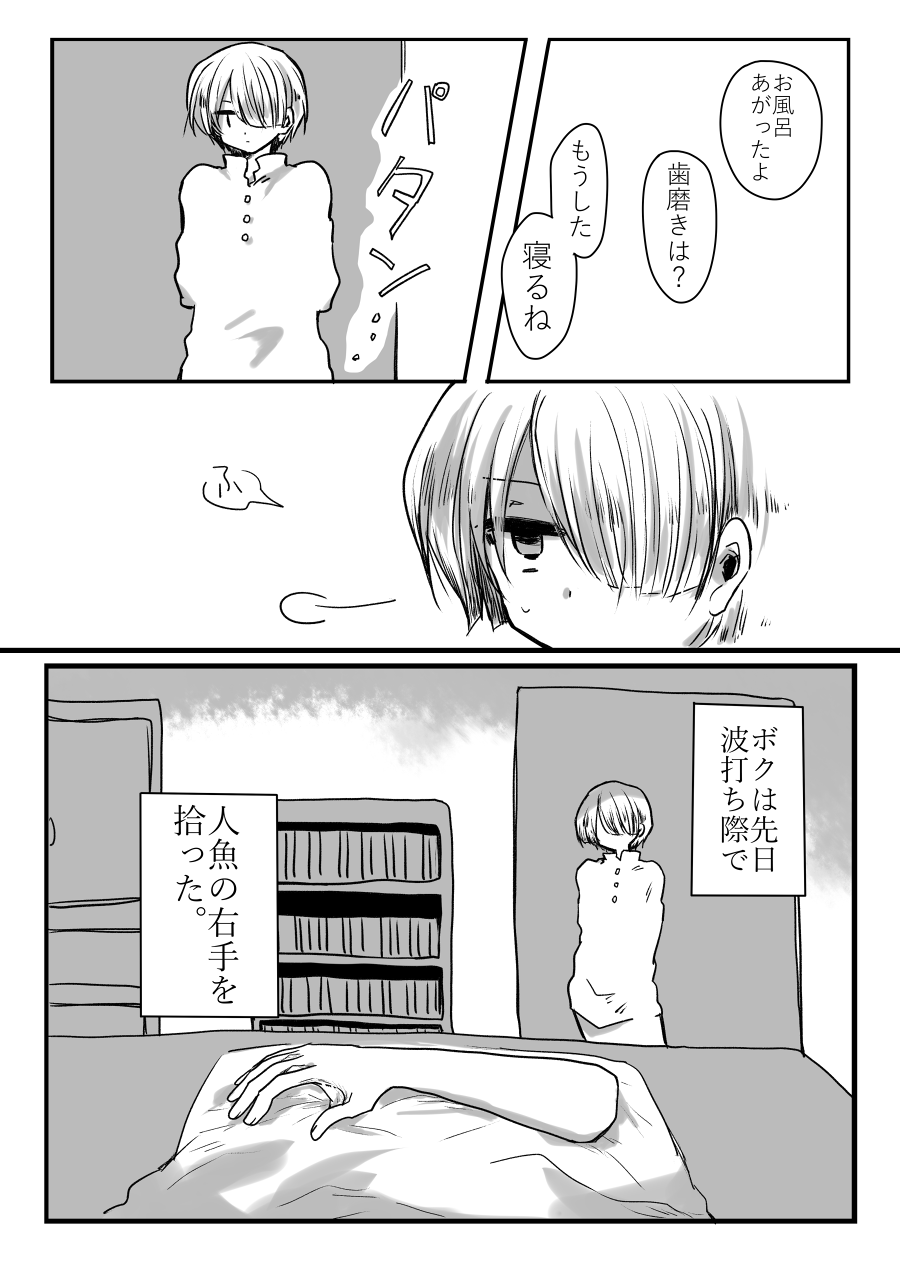 お風呂
あがったよ
歯磨きは？
もうした
寝るね
パタン…
ふ
ボクは先日
波打ち際で
人魚の右手を
拾った。